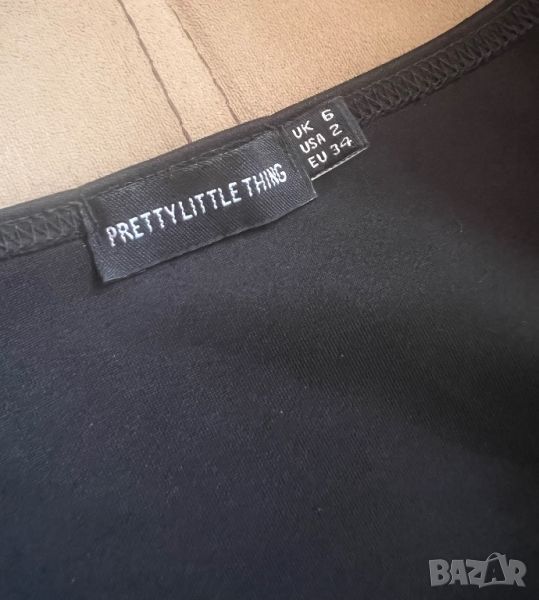 PRETTYLITTLETHING
UK 6
USA 2
EU 34
BAZAR